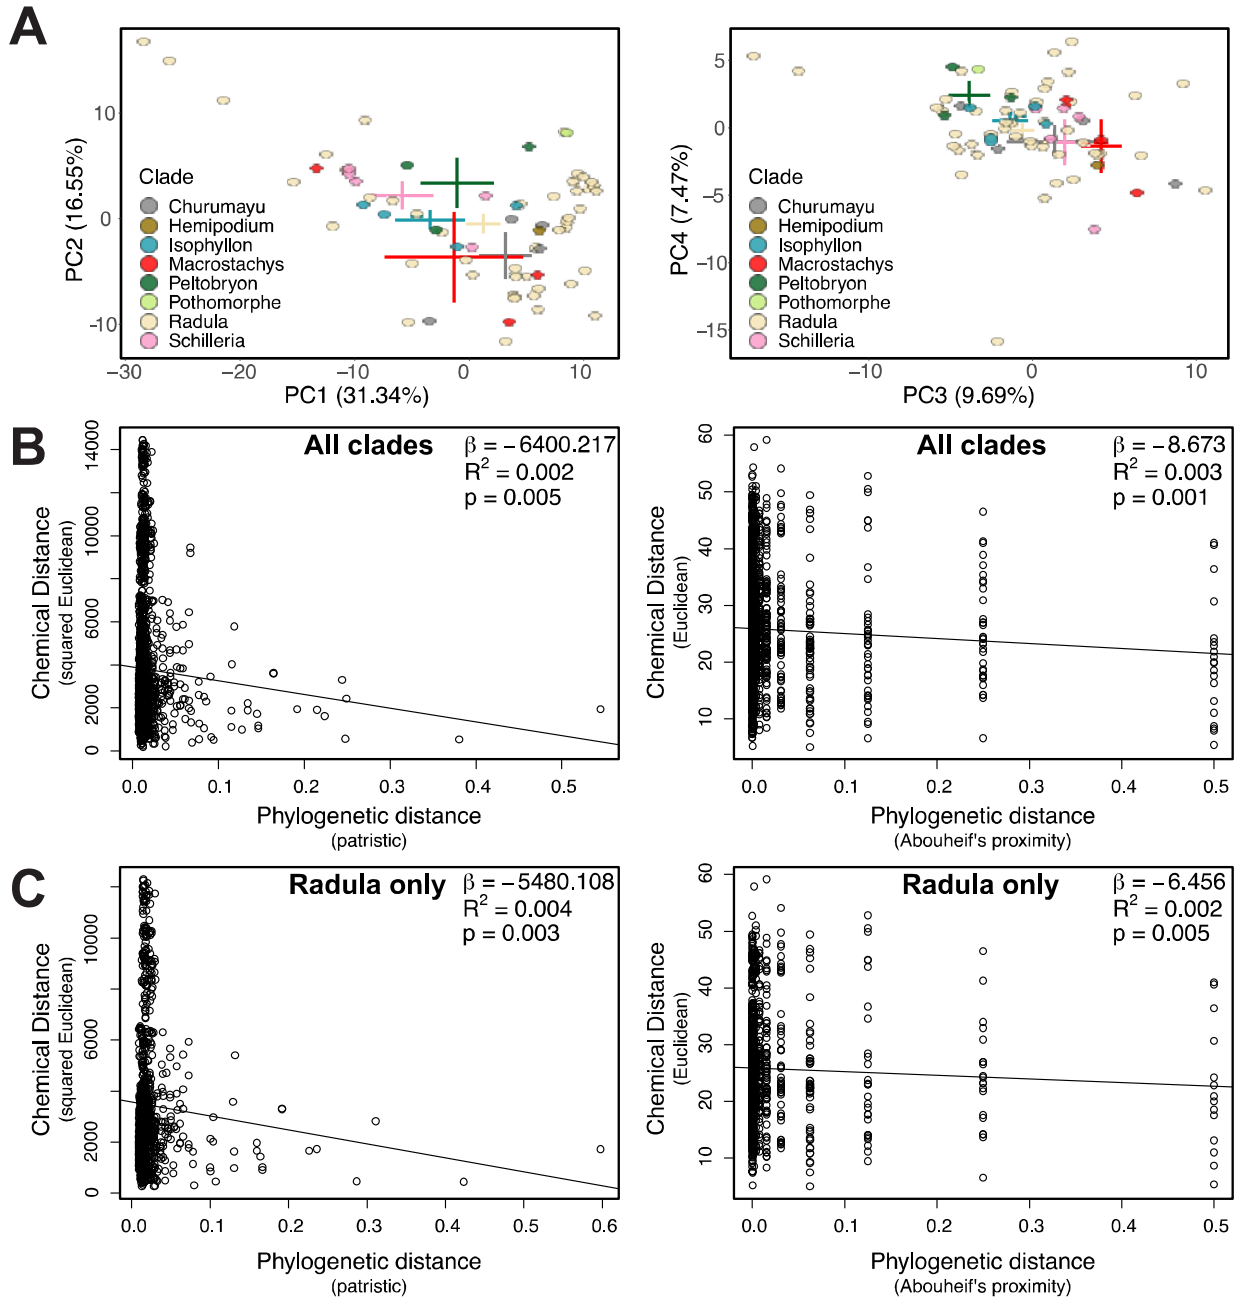 A
PC2 (16.55%)
10
0
−10
Clade
Churumayu
Hemipodium
Isophyllon
Macrostachys
Peltobryon
Pothomorphe
Radula
Schilleria
−30 −20 −10 0 10
PC1 (31.34%)
PC4 (7.47%)
5
0
−5
−10
−15
Clade
Churumayu
Hemipodium
Isophyllon
Macrostachys
Peltobryon
Pothomorphe
Radula
Schilleria
−10 0 10
PC3 (9.69%)
B
All clades
β = −6400.217
R² = 0.002
p = 0.005
Chemical Distance
(squared Euclidean)
14000
10000
6000
2000
0
0.0 0.1 0.2 0.3 0.4 0.5
Phylogenetic distance
(patristic)
All clades
β = −8.673
R² = 0.003
p = 0.001
Chemical Distance
(Euclidean)
60
50
40
30
20
10
0.0 0.1 0.2 0.3 0.4 0.5
Phylogenetic distance
(Abouheif's proximity)
C
Radula only
β = −5480.108
R² = 0.004
p = 0.003
Chemical Distance
(squared Euclidean)
10000
6000
2000
0
0.0 0.1 0.2 0.3 0.4 0.5 0.6
Phylogenetic distance
(patristic)
Radula only
β = −6.456
R² = 0.002
p = 0.005
Chemical Distance
(Euclidean)
60
50
40
30
20
10
0.0 0.1 0.2 0.3 0.4 0.5
Phylogenetic distance
(Abouheif's proximity)